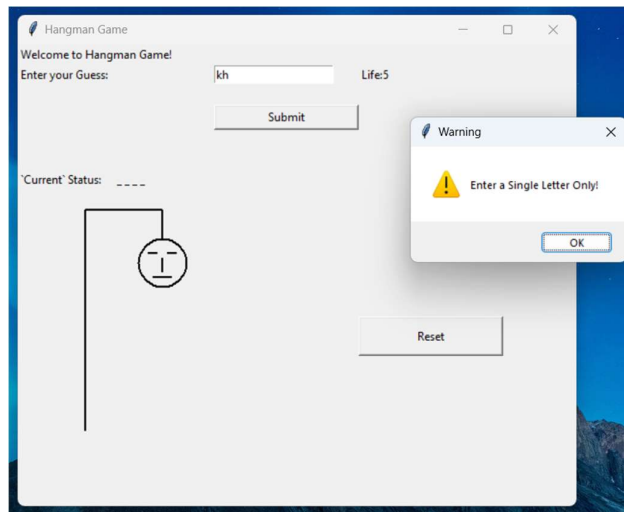 Hangman Game
Welcome to Hangman Game!
Enter your Guess: kh Life:5
Submit
Warning
Enter a Single Letter Only!
OK
`Current` Status: _ _ _ _
Reset